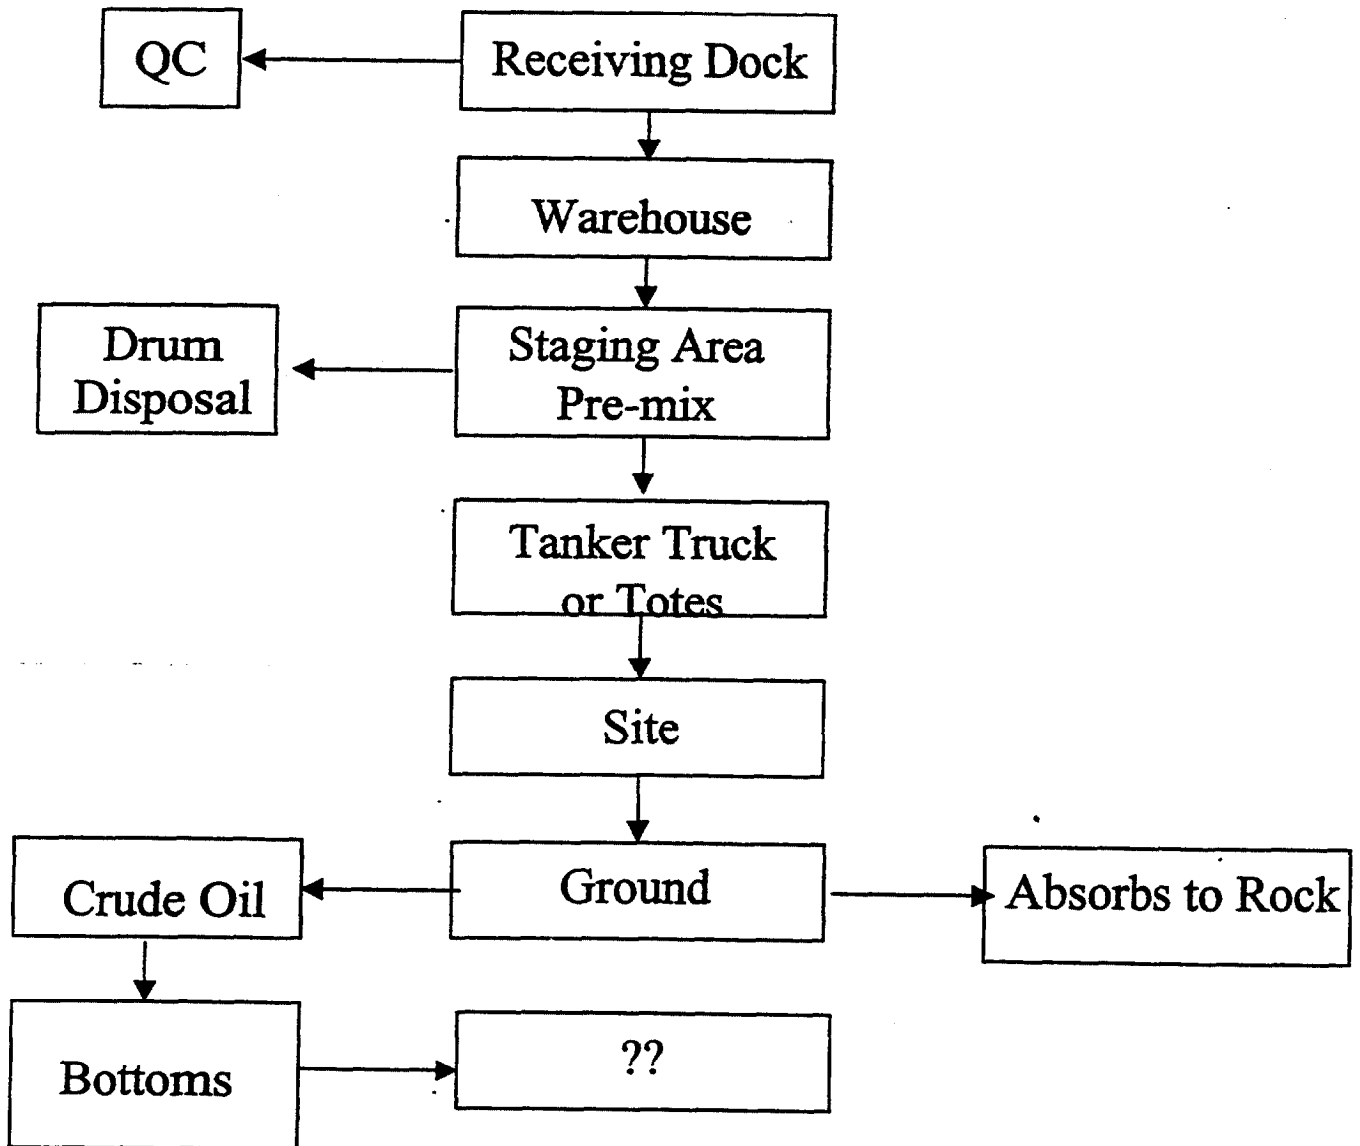 QC
Receiving Dock
Warehouse
Drum
Disposal
Staging Area
Pre-mix
Tanker Truck
or Totes
Site
Crude Oil
Ground
Absorbs to Rock
Bottoms
??